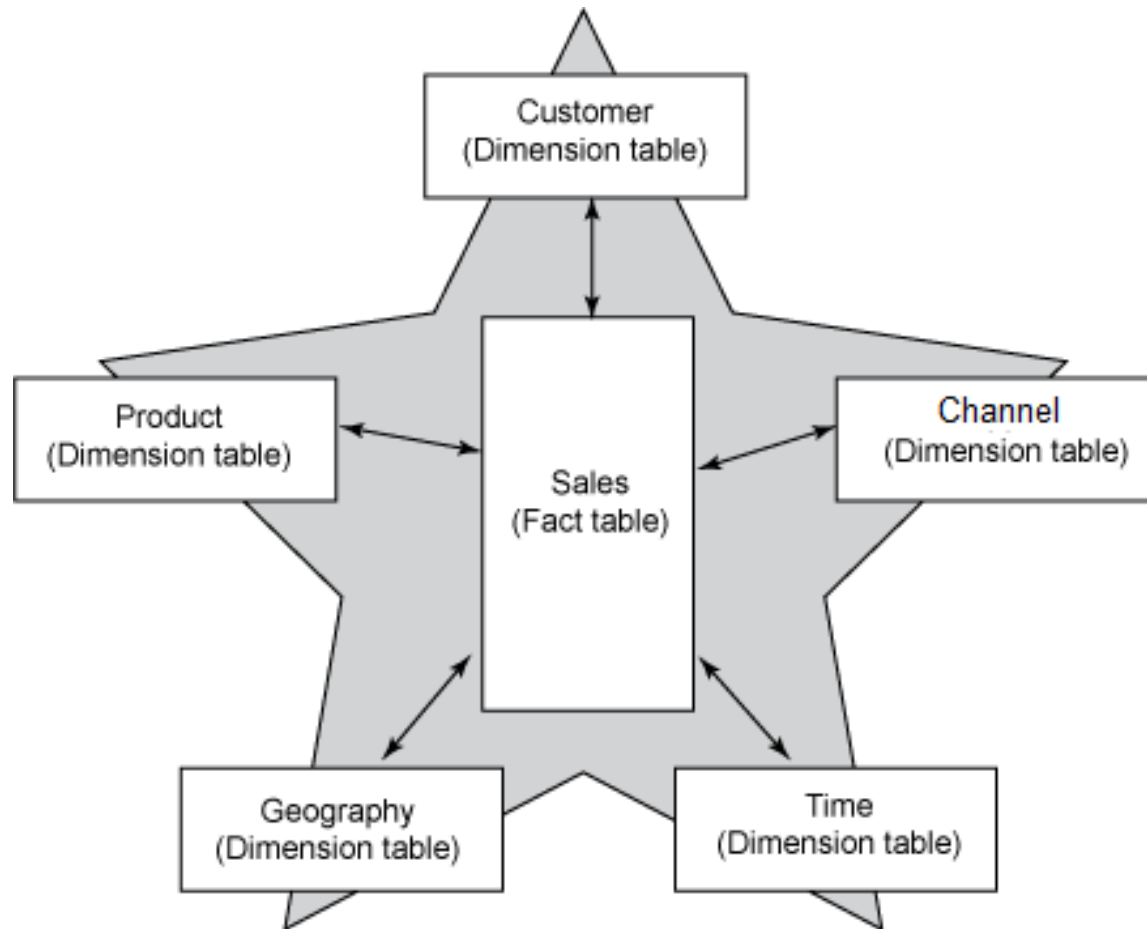 Customer
(Dimension table)
Product
(Dimension table)
Channel
(Dimension table)
Sales
(Fact table)
Geography
(Dimension table)
Time
(Dimension table)